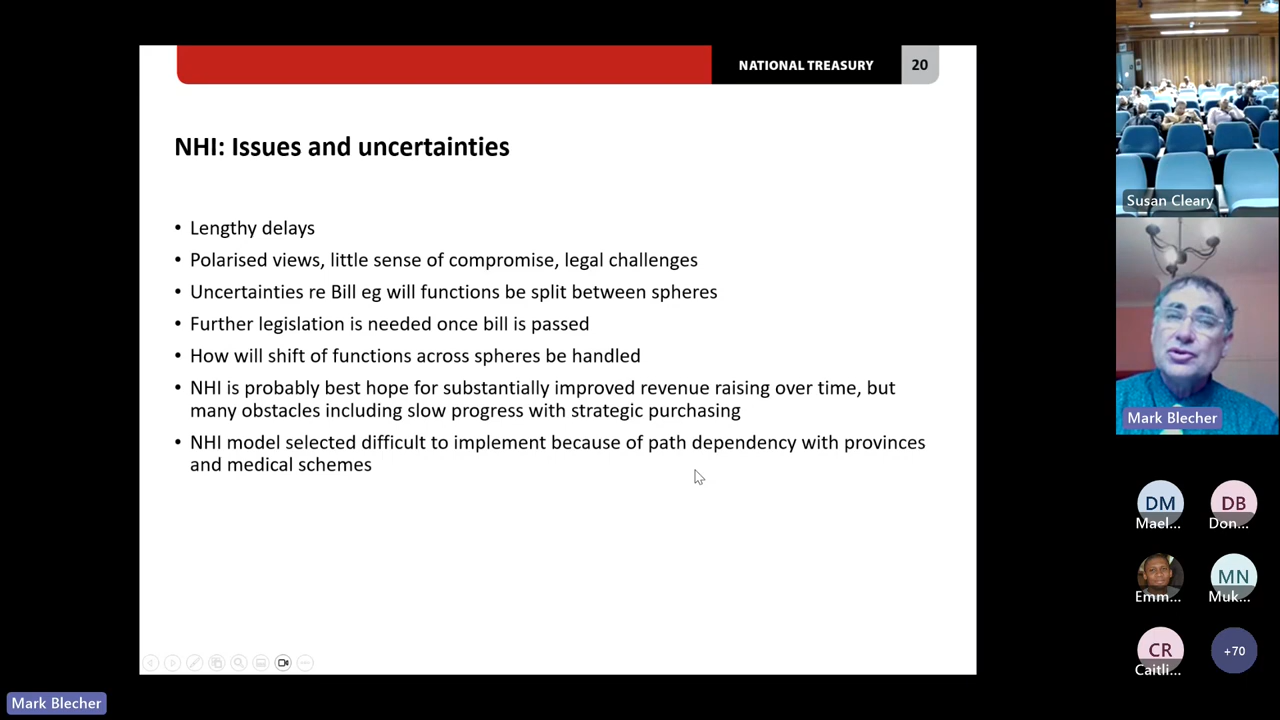 NATIONAL TREASURY
20
NHI: Issues and uncertainties
• Lengthy delays
• Polarised views, little sense of compromise, legal challenges
• Uncertainties re Bill eg will functions be split between spheres
• Further legislation is needed once bill is passed
• How will shift of functions across spheres be handled
• NHI is probably best hope for substantially improved revenue raising over time, but
many obstacles including slow progress with strategic purchasing
• NHI model selected difficult to implement because of path dependency with provinces
and medical schemes
Susan Cleary
Mark Blecher
DM
Mael...
DB
Don...
Emm...
MN
Muk...
CR
Caitli...
+70
Mark Blecher